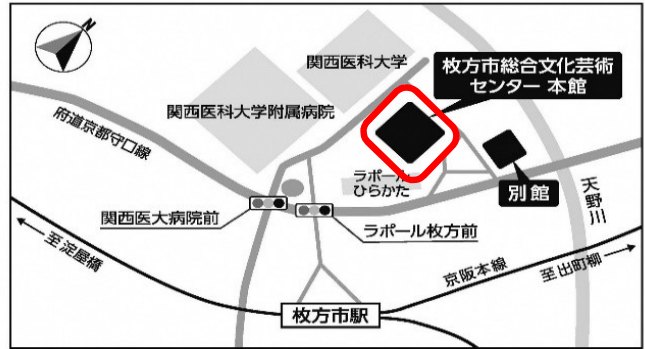 関西医科大学
枚方市総合文化芸術
センター 本館
関西医科大学附属病院
府道京都守口線
ラポール
ひらかた
別館
天野川
関西医大病院前
ラポール枚方前
至淀屋橋
京阪本線
至出町柳
枚方市駅